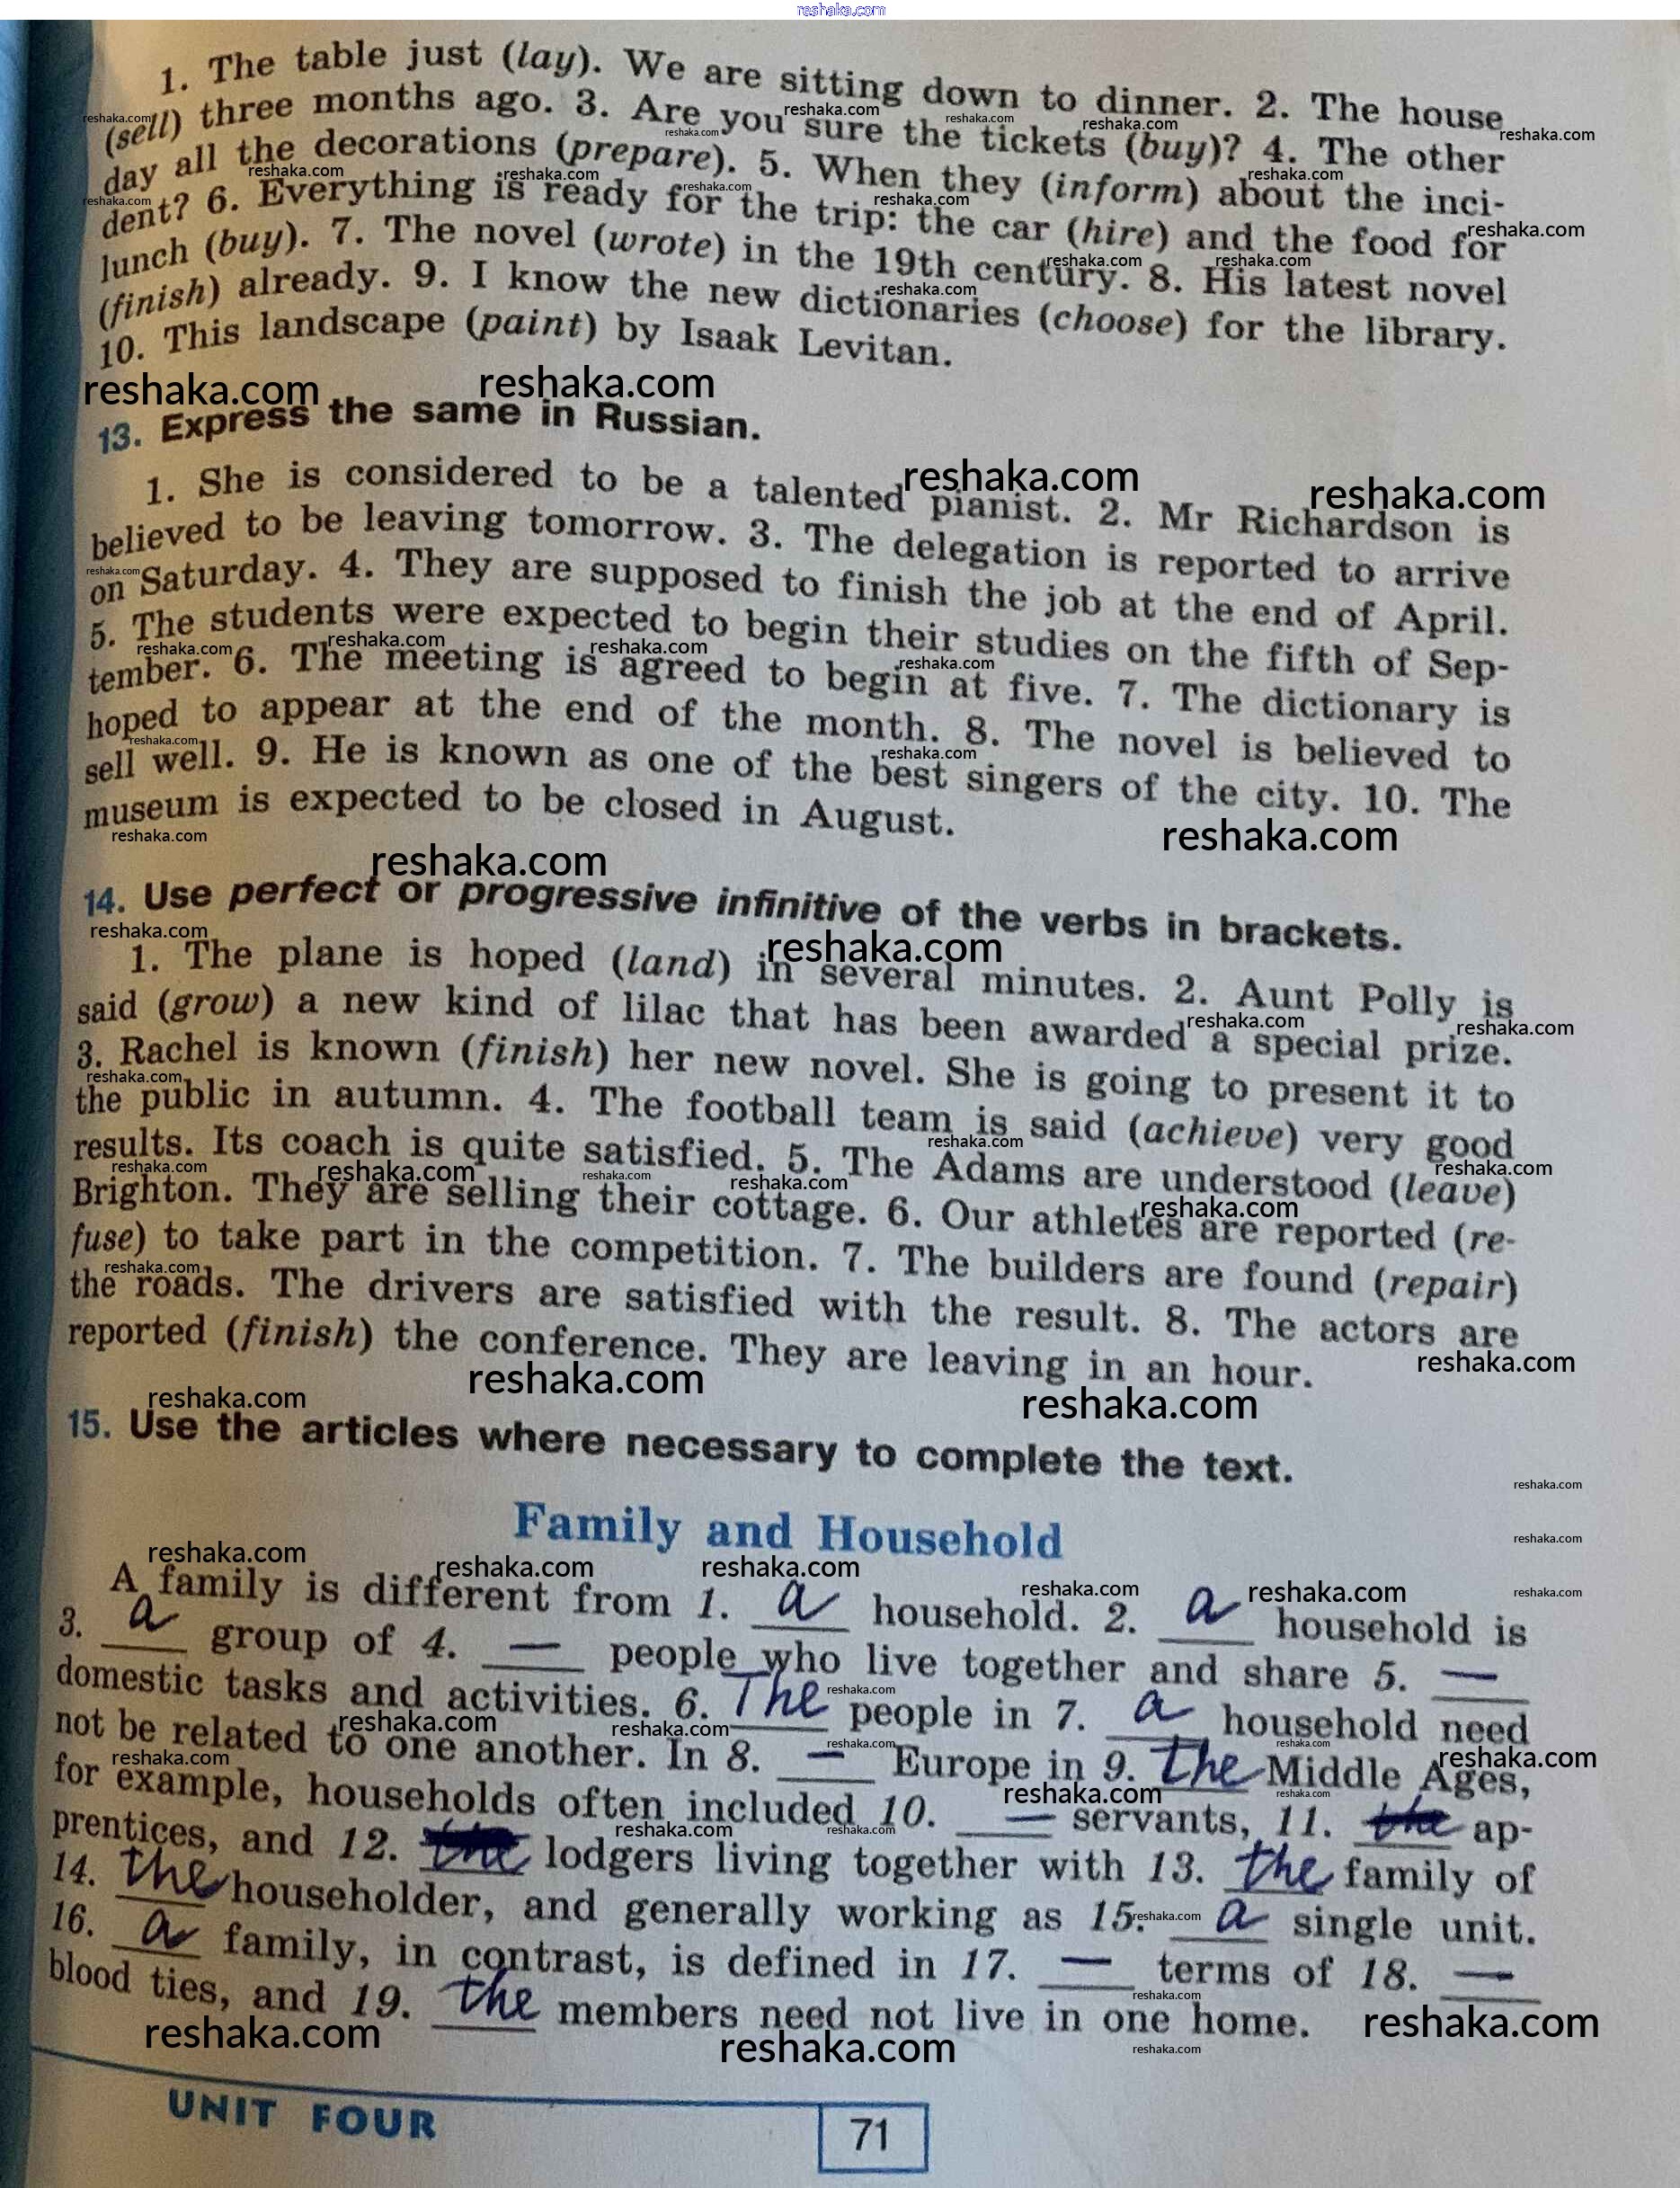 reshaka.com
1. The table just (lay). We are sitting down to dinner. 2. The house
(sell) three months ago. 3. Are you sure the tickets (buy)? 4. The other
day all the decorations (prepare). 5. When they (inform) about the inci-
dent? 6. Everything is ready for the trip: the car (hire) and the food for
lunch (buy). 7. The novel (wrote) in the 19th century. 8. His latest novel
(finish) already. 9. I know the new dictionaries (choose) for the library.
10. This landscape (paint) by Isaak Levitan.
reshaka.com reshaka.com
13. Express the same in Russian.
1. She is considered to be a talented pianist. 2. Mr Richardson is
believed to be leaving tomorrow. 3. The delegation is reported to arrive
on Saturday. 4. They are supposed to finish the job at the end of April.
5. The students were expected to begin their studies on the fifth of Sep-
tember. 6. The meeting is agreed to begin at five. 7. The dictionary is
hoped to appear at the end of the month. 8. The novel is believed to
sell well. 9. He is known as one of the best singers of the city. 10. The
museum is expected to be closed in August.
reshaka.com reshaka.com
14. Use perfect or progressive infinitive of the verbs in brackets.
1. The plane is hoped (land) in several minutes. 2. Aunt Polly is
said (grow) a new kind of lilac that has been awarded a special prize.
3. Rachel is known (finish) her new novel. She is going to present it to
the public in autumn. 4. The football team is said (achieve) very good
results. Its coach is quite satisfied. 5. The Adams are understood (leave)
Brighton. They are selling their cottage. 6. Our athletes are reported (re-
fuse) to take part in the competition. 7. The builders are found (repair)
the roads. The drivers are satisfied with the result. 8. The actors are
reported (finish) the conference. They are leaving in an hour.
reshaka.com reshaka.com reshaka.com
15. Use the articles where necessary to complete the text.
Family and Household
A family is different from 1. a household. 2. a household is
3. a group of 4. — people who live together and share 5. —
domestic tasks and activities. 6. The people in 7. a household need
not be related to one another. In 8. — Europe in 9. the Middle Ages,
for example, households often included 10. — servants, 11. the ap-
prentices, and 12. the lodgers living together with 13. the family of
14. the householder, and generally working as 15. a single unit.
16. a family, in contrast, is defined in 17. — terms of 18. —
blood ties, and 19. the members need not live in one home.
reshaka.com reshaka.com reshaka.com
UNIT FOUR
71